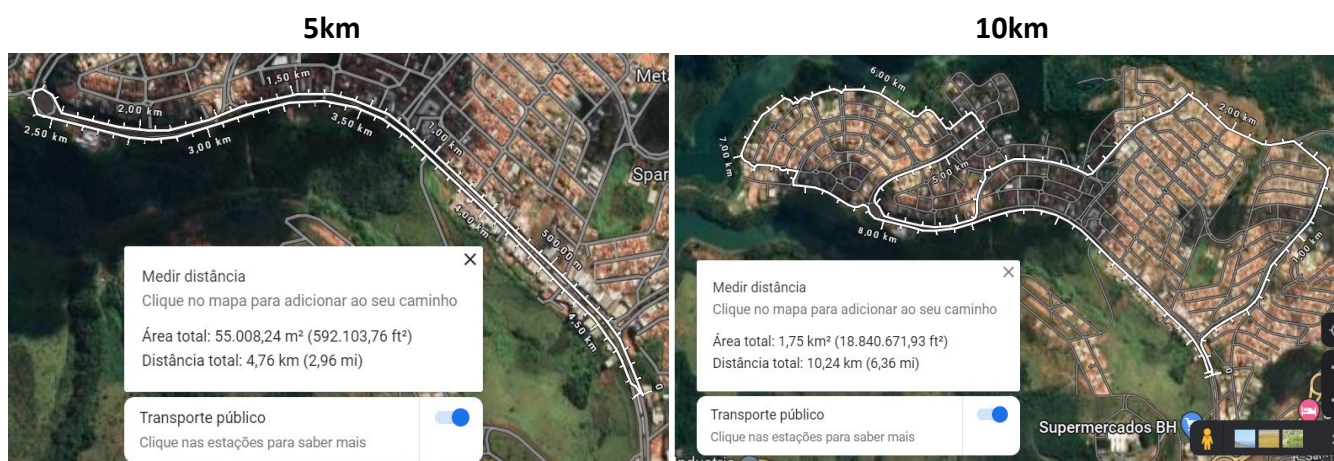 5km
10km
Meta
1,50 km
2,00 km
2,50 km
3,00 km
3,50 km
1,00 km
Spar
4,00 km
500,00 m
4,50 km
0
Medir distância
Clique no mapa para adicionar ao seu caminho
Área total: 55.008,24 m² (592.103,76 ft²)
Distância total: 4,76 km (2,96 mi)
Transporte público
Clique nas estações para saber mais
6,00 km
2,00 km
7,00 km
5,00 km
8,00 km
1,00 km
0
Medir distância
Clique no mapa para adicionar ao seu caminho
Área total: 1,75 km² (18.840.671,93 ft²)
Distância total: 10,24 km (6,36 mi)
Transporte público
Clique nas estações para saber mais
Supermercados BH